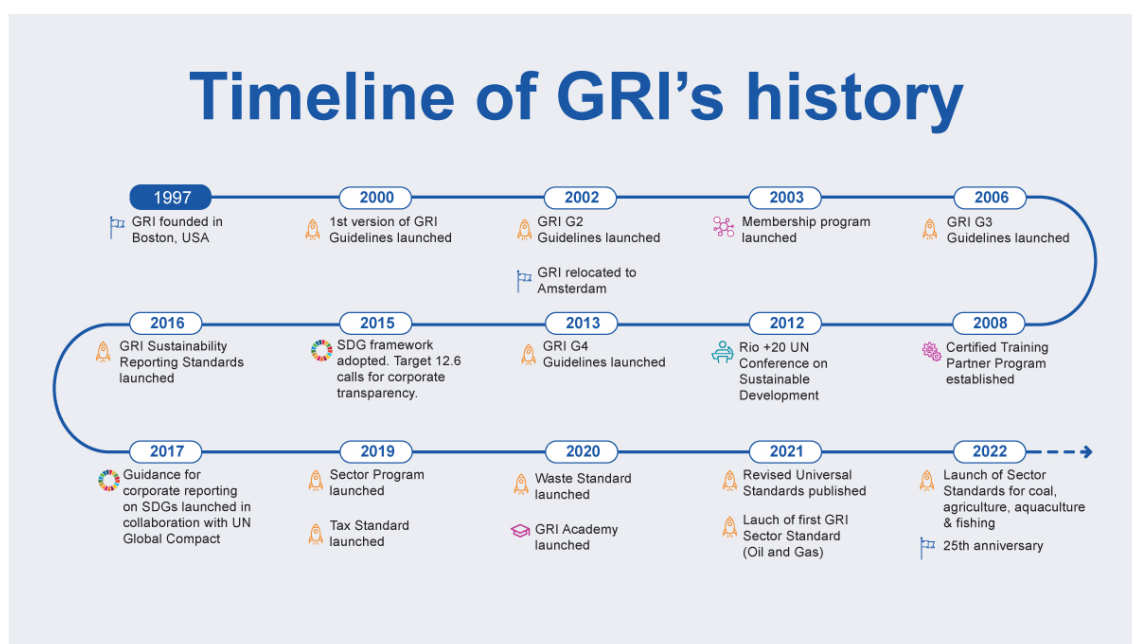 Timeline of GRI's history
1997
GRI founded in
Boston, USA
2000
1st version of GRI
Guidelines launched
2002
GRI G2
Guidelines launched
GRI relocated to
Amsterdam
2003
Membership program
launched
2006
GRI G3
Guidelines launched
2008
Certified Training
Partner Program
established
2012
Rio +20 UN
Conference on
Sustainable
Development
2013
GRI G4
Guidelines launched
2015
SDG framework
adopted. Target 12.6
calls for corporate
transparency.
2016
GRI Sustainability
Reporting Standards
launched
2017
Guidance for
corporate reporting
on SDGs launched in
collaboration with UN
Global Compact
2019
Sector Program
launched
Tax Standard
launched
2020
Waste Standard
launched
GRI Academy
launched
2021
Revised Universal
Standards published
Lauch of first GRI
Sector Standard
(Oil and Gas)
2022
Launch of Sector
Standards for coal,
agriculture, aquaculture
& fishing
25th anniversary